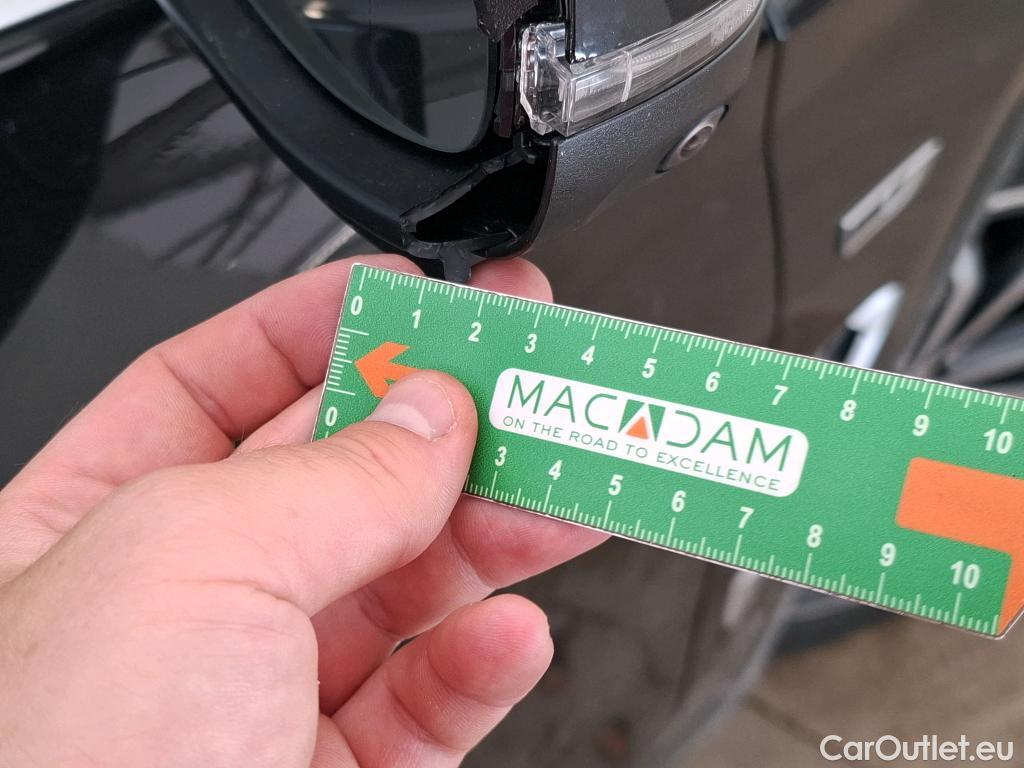 0 1 2 3 4 5 6 7 8 9 10
MACADAM
ON THE ROAD TO EXCELLENCE
0 3 4 5 6 7 8 9 10
CarOutlet.eu